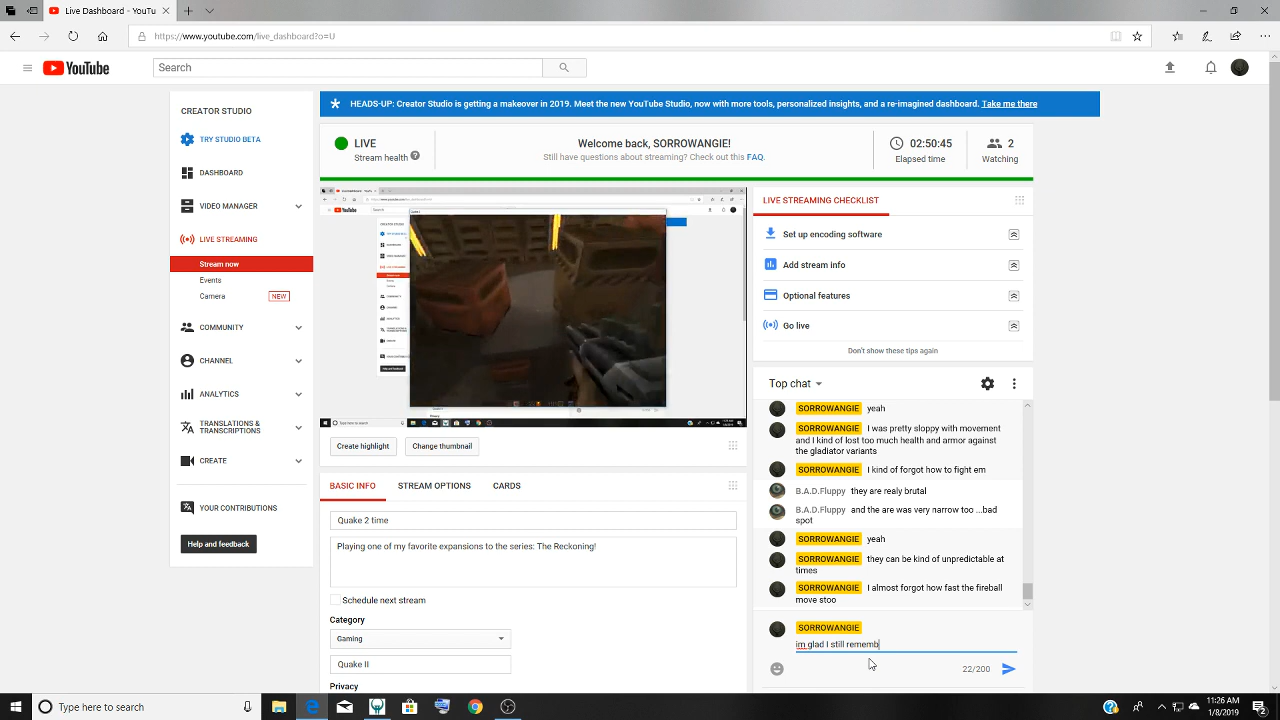 Live Dashboard - YouTu
https://www.youtube.com/live_dashboard?o=U
YouTube
Search
CREATOR STUDIO
TRY STUDIO BETA
DASHBOARD
VIDEO MANAGER
LIVE STREAMING
Stream now
Events
Camera
NEW
COMMUNITY
CHANNEL
ANALYTICS
TRANSLATIONS &
TRANSCRIPTIONS
CREATE
YOUR CONTRIBUTIONS
Help and feedback
HEADS-UP: Creator Studio is getting a makeover in 2019. Meet the new YouTube Studio, now with more tools, personalized insights, and a re-imagined dashboard. Take me there
LIVE
Stream health ?
Welcome back, SORROWANGIE!
Still have questions about streaming? Check out this FAQ.
02:50:45
Elapsed time
2
Watching
Create highlight
Change thumbnail
BASIC INFO
STREAM OPTIONS
CARDS
Quake 2 time
Playing one of my favorite expansions to the series: The Reckoning!
Schedule next stream
Category
Gaming
Quake II
Privacy
LIVE STREAMING CHECKLIST
Set up encoding software
Add stream info
Optional features
Go live
Don't show these tips again
Top chat
SORROWANGIE yeah
SORROWANGIE I was pretty sloppy with movement
and I kind of lost too much health and armor against
the gladiator variants
SORROWANGIE I kind of forgot how to fight em
B.A.D.Fluppy they are realy brutal
B.A.D.Fluppy and the are was very narrow too ...bad
spot
SORROWANGIE yeah
SORROWANGIE they can be kind of unpredictable at
times
SORROWANGIE I almost forgot how fast the fireball
move stoo
SORROWANGIE
im glad I still rememb
22/200
Type here to search
11:26 AM
1/8/2019